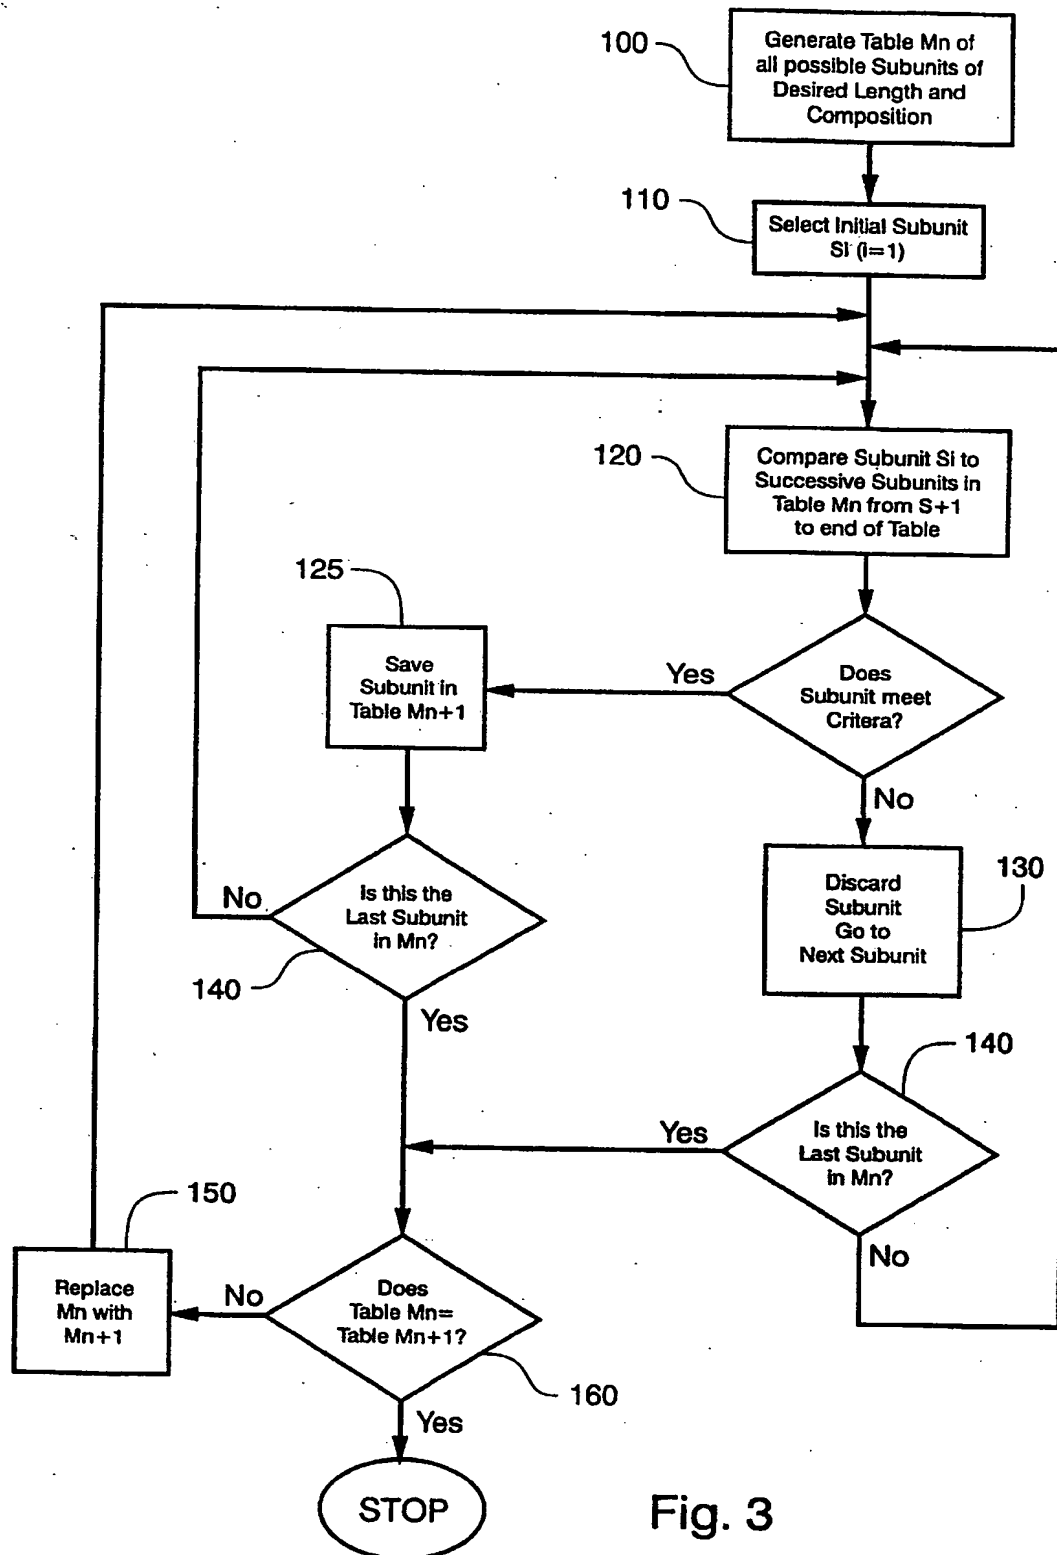 100
Generate Table Mn of
all possible Subunits of
Desired Length and
Composition
110
Select Initial Subunit
Si (i=1)
120
Compare Subunit Si to
Successive Subunits in
Table Mn from S+1
to end of Table
125
Save
Subunit in
Table Mn+1
Yes
Does
Subunit meet
Critera?
No
130
Discard
Subunit
Go to
Next Subunit
No
Is this the
Last Subunit
in Mn?
140
Yes
140
Yes
Is this the
Last Subunit
in Mn?
No
150
Replace
Mn with
Mn+1
No
Does
Table Mn=
Table Mn+1?
160
Yes
STOP
Fig. 3